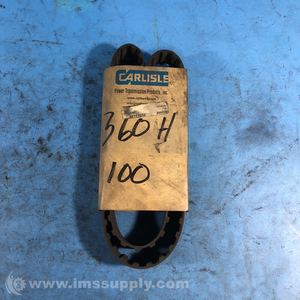 CARLISLE
Power Transmission Products, Inc.
360 H
100
© www.imssupply.com